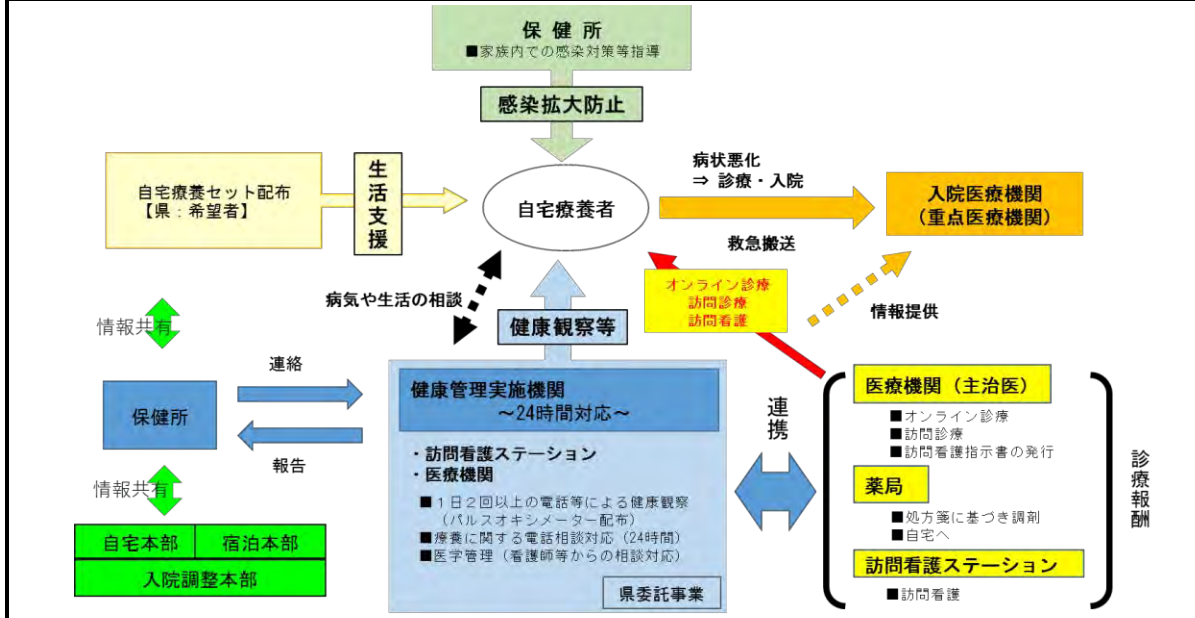 保健所
■家族内での感染対策等指導
感染拡大防止
自宅療養セット配布
【県：希望者】
生活支援
自宅療養者
病状悪化
⇒ 診療・入院
救急搬送
入院医療機関
（重点医療機関）
病気や生活の相談
オンライン診療
訪問診療
訪問看護
情報提供
健康観察等
情報共有
保健所
連絡
報告
情報共有
自宅本部
宿泊本部
入院調整本部
健康管理実施機関
～24時間対応～
・訪問看護ステーション
・医療機関
■１日２回以上の電話等による健康観察
（パルスオキシメーター配布）
■療養に関する電話相談対応（24時間）
■医学管理（看護師等からの相談対応）
県委託事業
連携
医療機関（主治医）
■オンライン診療
■訪問診療
■訪問看護指示書の発行
薬局
■処方箋に基づき調剤
■自宅へ
訪問看護ステーション
■訪問看護
診療報酬